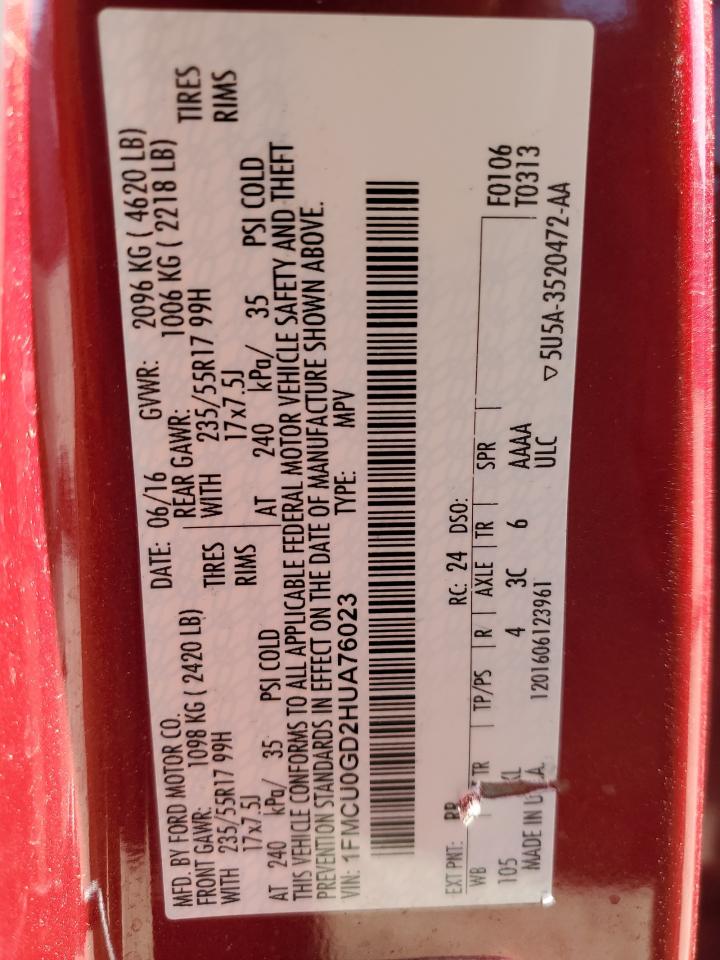 MFD. BY FORD MOTOR CO.
DATE: 06/16 GVWR: 2096 KG ( 4620 LB)
FRONT GAWR: 1098 KG ( 2420 LB)
REAR GAWR: 1006 KG ( 2218 LB)
WITH 235/55R17 99H TIRES
WITH 235/55R17 99H TIRES
17x7.5J RIMS
17x7.5J RIMS
AT 240 kPa/ 35 PSI COLD
AT 240 kPa/ 35 PSI COLD
THIS VEHICLE CONFORMS TO ALL APPLICABLE FEDERAL MOTOR VEHICLE SAFETY AND THEFT
PREVENTION STANDARDS IN EFFECT ON THE DATE OF MANUFACTURE SHOWN ABOVE.
VIN: 1FMCU0GD2HUA76023 TYPE: MPV
EXT PNT: RR RC: 24 DSO:
F0106
T0313
WB TR TP/PS R AXLE TR SPR
105 KL 4 3C 6 AAAA
ULC
MADE IN U.S.A. 1201606123961
▽ 5U5A-3520472-AA